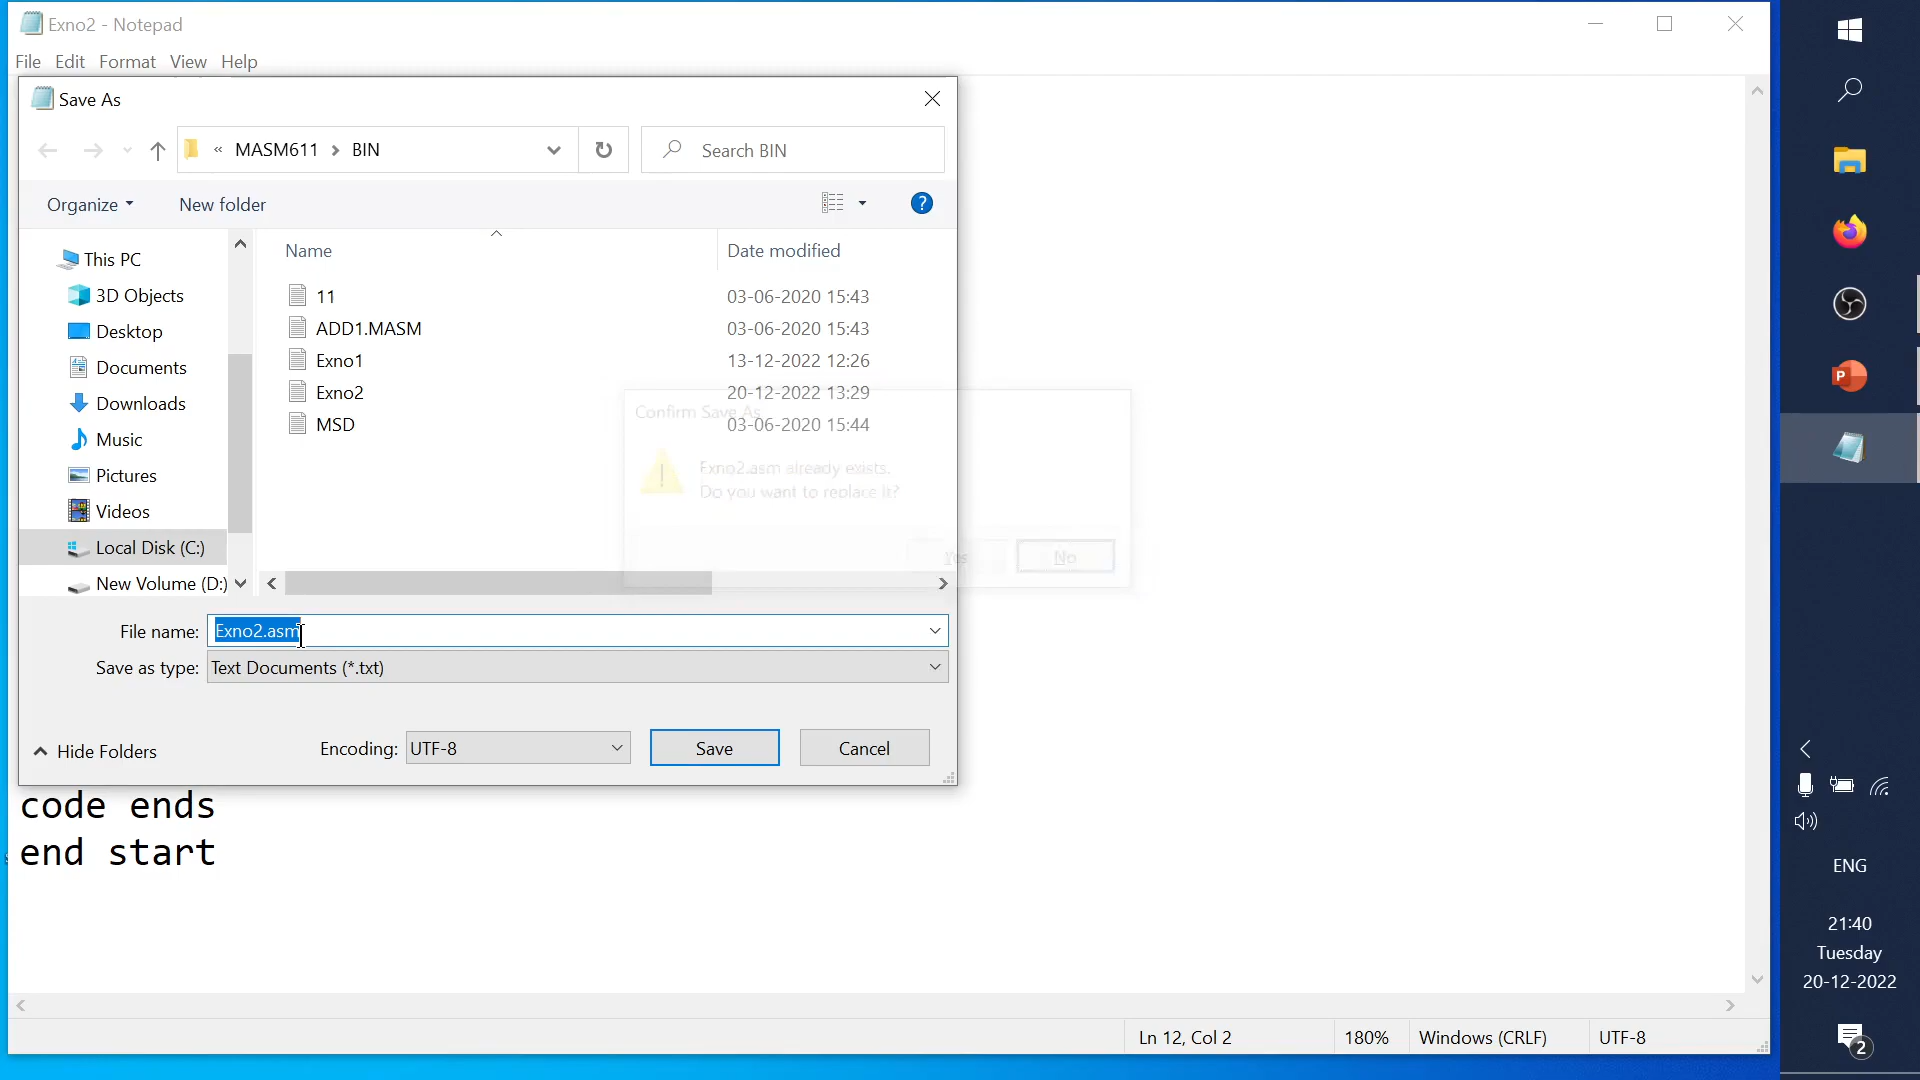 Exno2 - Notepad
File Edit Format View Help
Save As
« MASM611 > BIN
Search BIN
Organize
New folder
?
This PC
3D Objects
Desktop
Documents
Downloads
Music
Pictures
Videos
Local Disk (C:)
New Volume (D:)
Name Date modified
11 03-06-2020 15:43
ADD1.MASM 03-06-2020 15:43
Exno1 13-12-2022 12:26
Exno2 20-12-2022 13:29
MSD 03-06-2020 15:44
Confirm Save As
Exno2.asm already exists.
Do you want to replace it?
Yes No
File name: Exno2.asm
Save as type: Text Documents (*.txt)
Hide Folders
Encoding: UTF-8
Save
Cancel
code ends
end start
Ln 12, Col 2
180%
Windows (CRLF)
UTF-8
P
ENG
21:40
Tuesday
20-12-2022
2